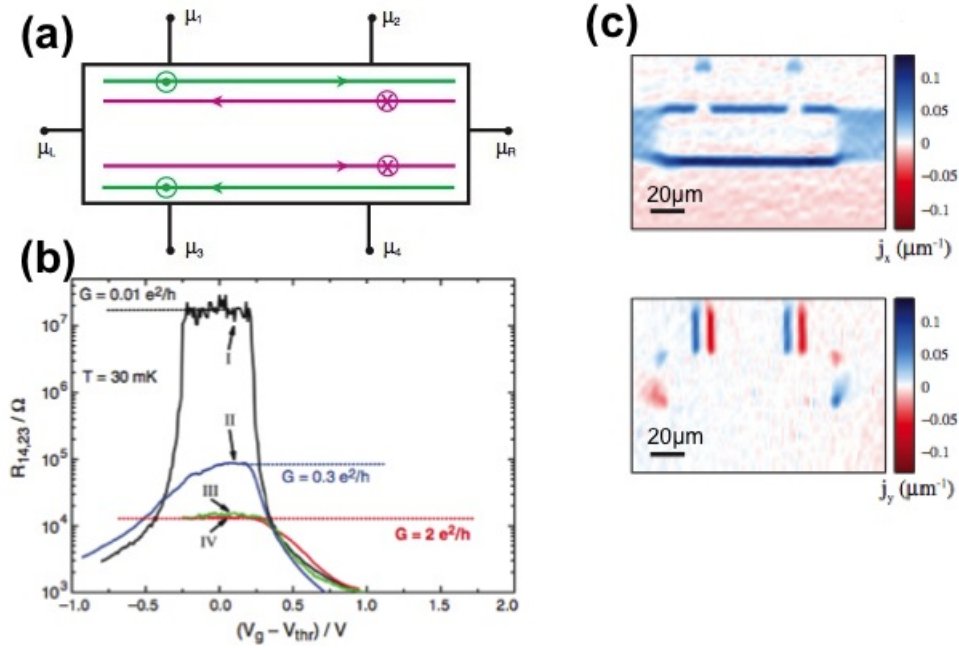 (a)
μ1
μ2
μL
μR
μ3
μ4
(b)
G = 0.01 e²/h
T = 30 mK
I
II
G = 0.3 e²/h
III
IV
G = 2 e²/h
R14,23 / Ω
10⁷
10⁶
10⁵
10⁴
10³
−1.0 −0.5 0.0 0.5 1.0 1.5 2.0
(Vg − Vthr) / V
(c)
0.1
0.05
0
−0.05
−0.1
20μm
jx (μm⁻¹)
0.1
0.05
0
−0.05
−0.1
20μm
jy (μm⁻¹)